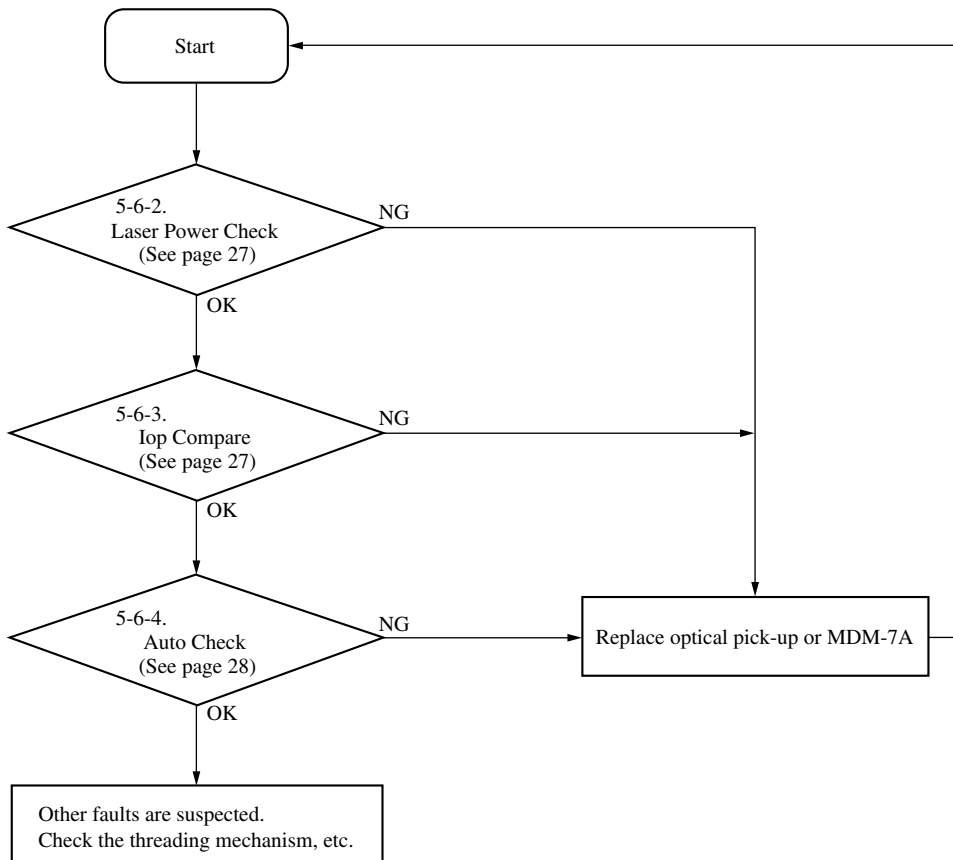 Start
5-6-2.
Laser Power Check
(See page 27)
NG
OK
5-6-3.
Iop Compare
(See page 27)
NG
OK
5-6-4.
Auto Check
(See page 28)
NG
Replace optical pick-up or MDM-7A
OK
Other faults are suspected.
Check the threading mechanism, etc.